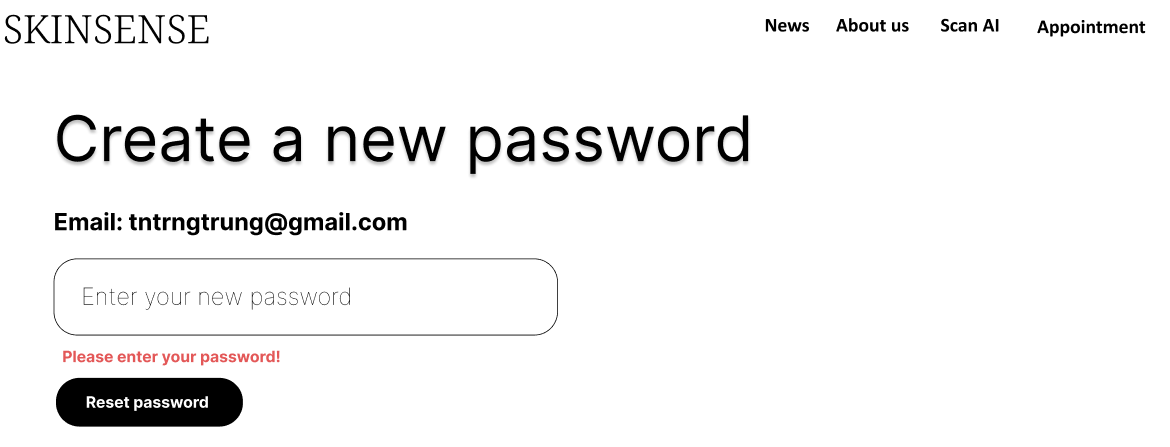 SKINSENSE
News About us Scan AI Appointment
Create a new password
Email: tntrngtrung@gmail.com
Enter your new password
Please enter your password!
Reset password